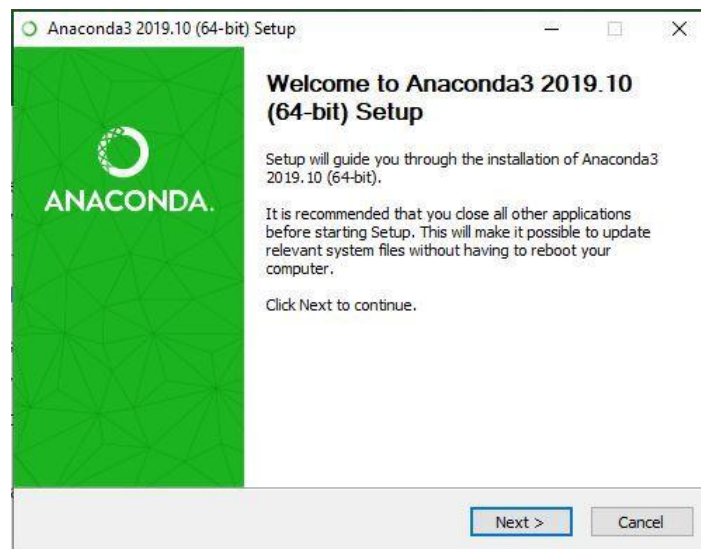 Anaconda3 2019.10 (64-bit) Setup
ANACONDA.
Welcome to Anaconda3 2019.10
(64-bit) Setup
Setup will guide you through the installation of Anaconda3
2019.10 (64-bit).
It is recommended that you close all other applications
before starting Setup. This will make it possible to update
relevant system files without having to reboot your
computer.
Click Next to continue.
Next >
Cancel